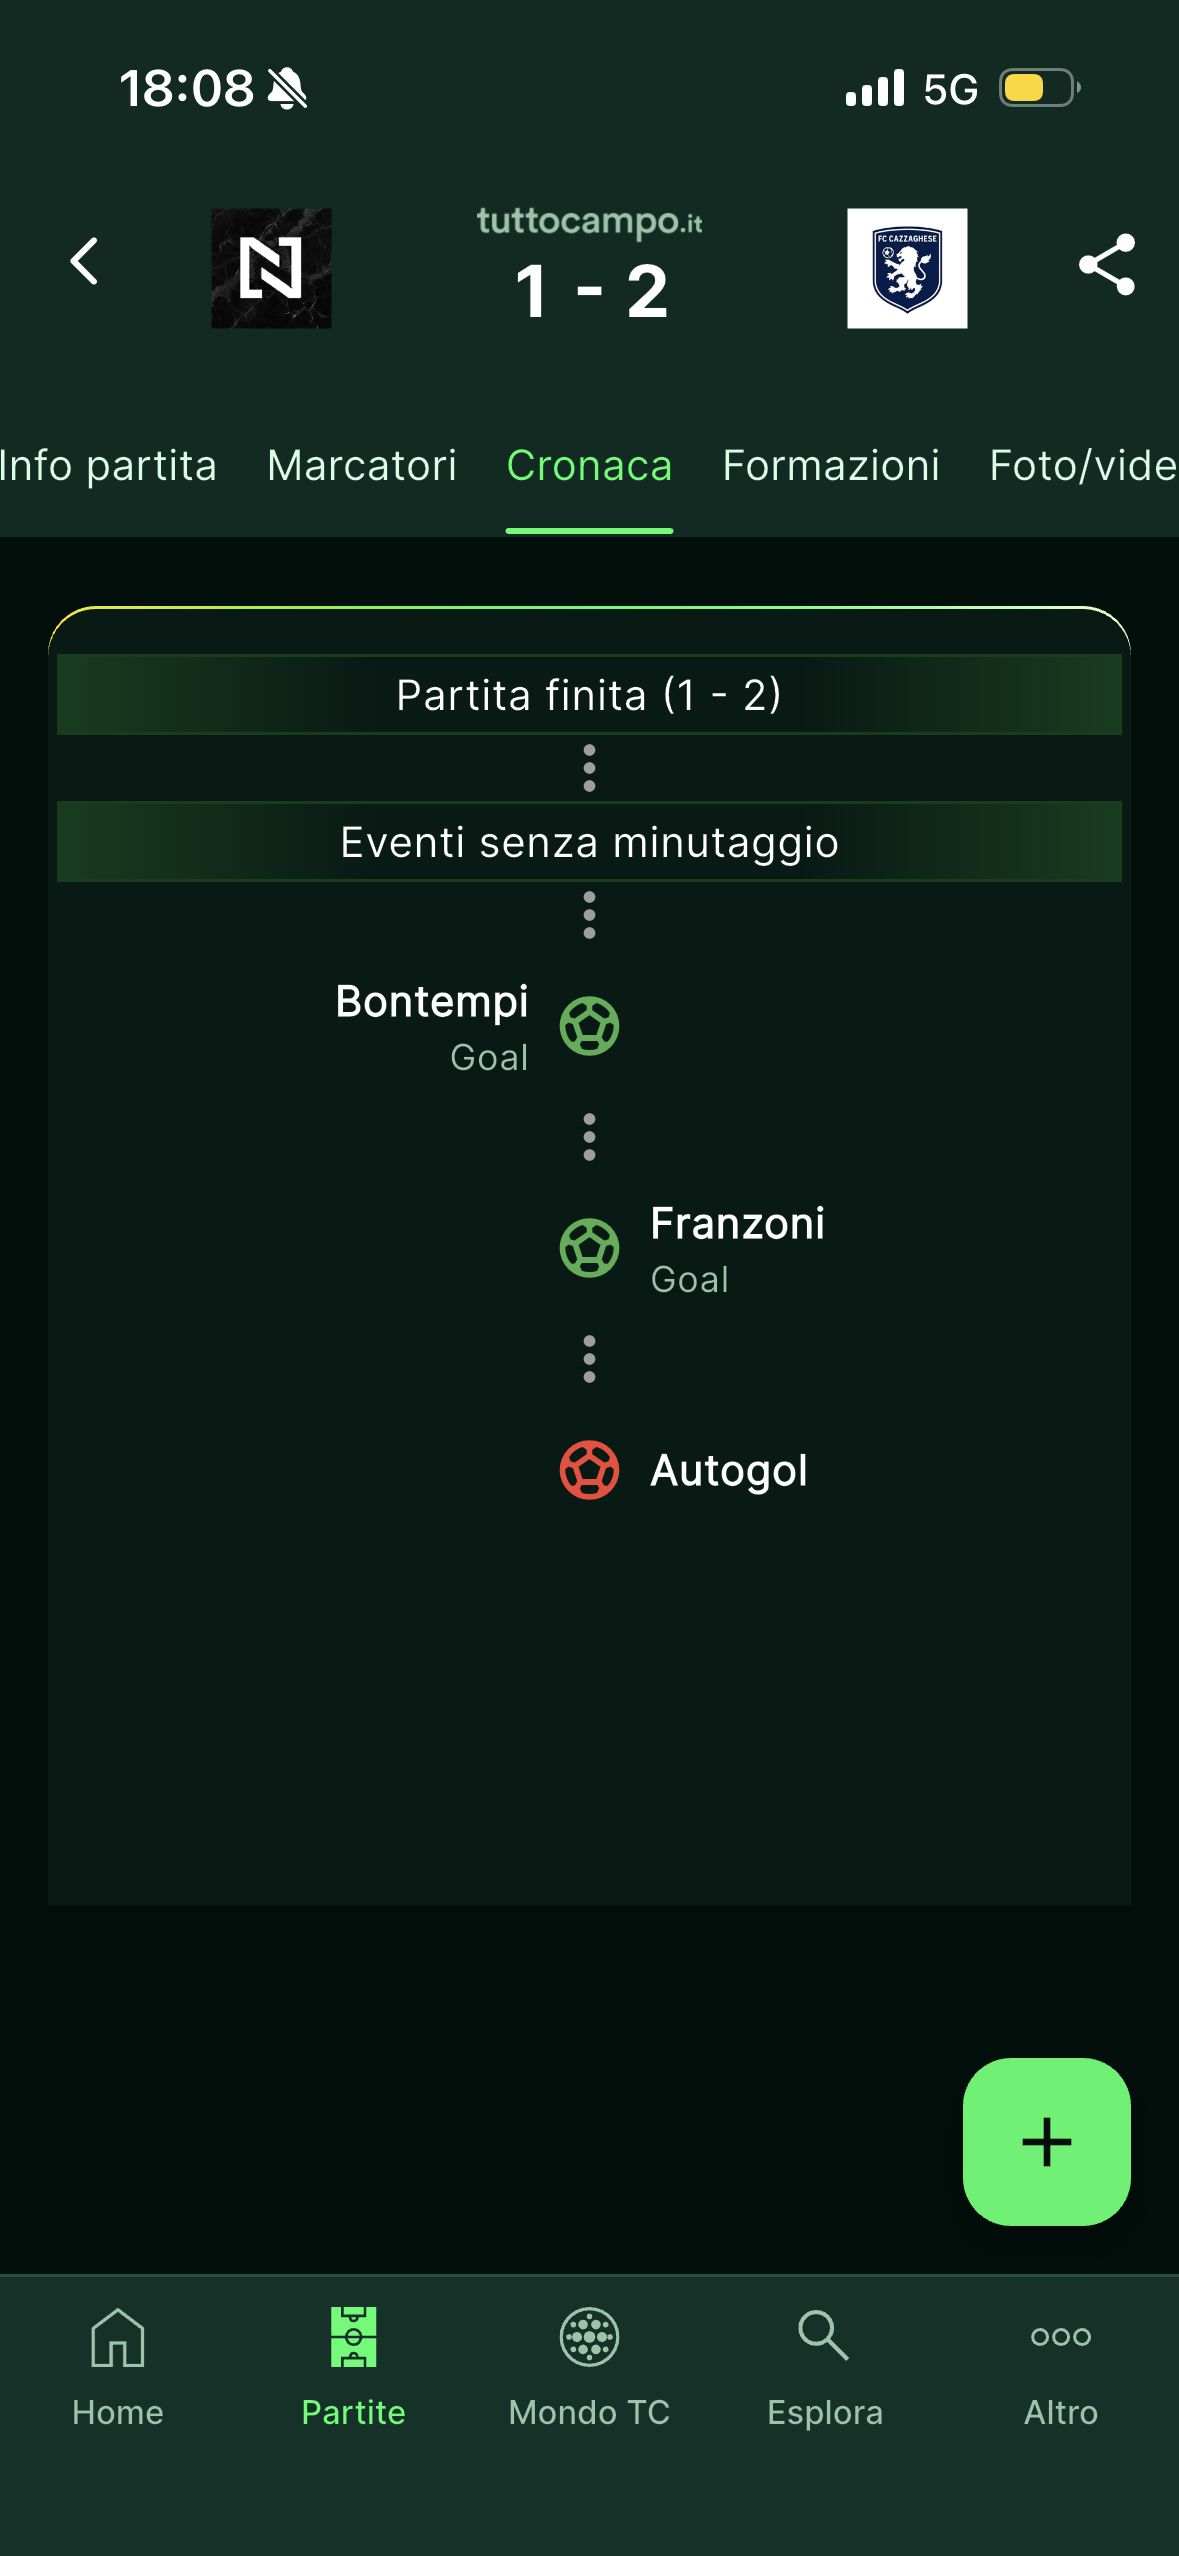 18:08
5G
tuttocampo.it
1 - 2
FC CAZZAGHESE
Info partita
Marcatori
Cronaca
Formazioni
Foto/vide
Partita finita (1 - 2)
Eventi senza minutaggio
Bontempi
Goal
Franzoni
Goal
Autogol
Home
Partite
Mondo TC
Esplora
Altro